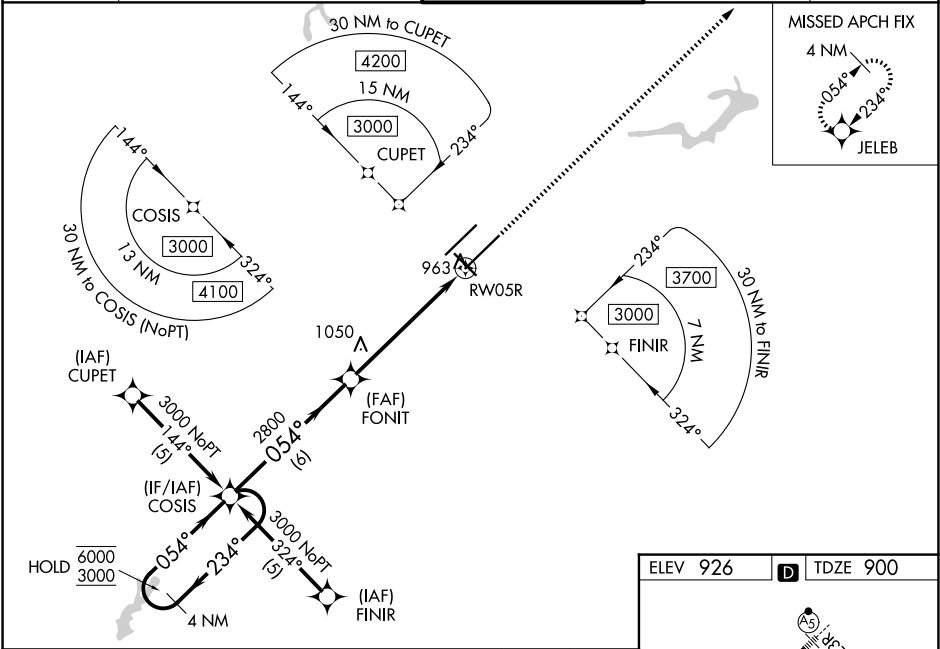 30 NM to CUPET
4200
15 NM
3000
144°
234°
CUPET
MISSED APCH FIX
4 NM
054°
234°
JELEB
144°
COSIS
3000
13 NM
4100
324°
30 NM to COSIS (NoPT)
963
RW05R
234°
3700
3000
7 NM
30 NM to FINIR
FINIR
324°
1050
(IAF)
CUPET
3000 NoPT
144°
(5)
(FAF)
FONIT
2800
054°
(6)
(IF/IAF)
COSIS
3000 NoPT
324°
(5)
HOLD
6000
3000
054°
234°
4 NM
(IAF)
FINIR
ELEV 926
D
TDZE 900
A5